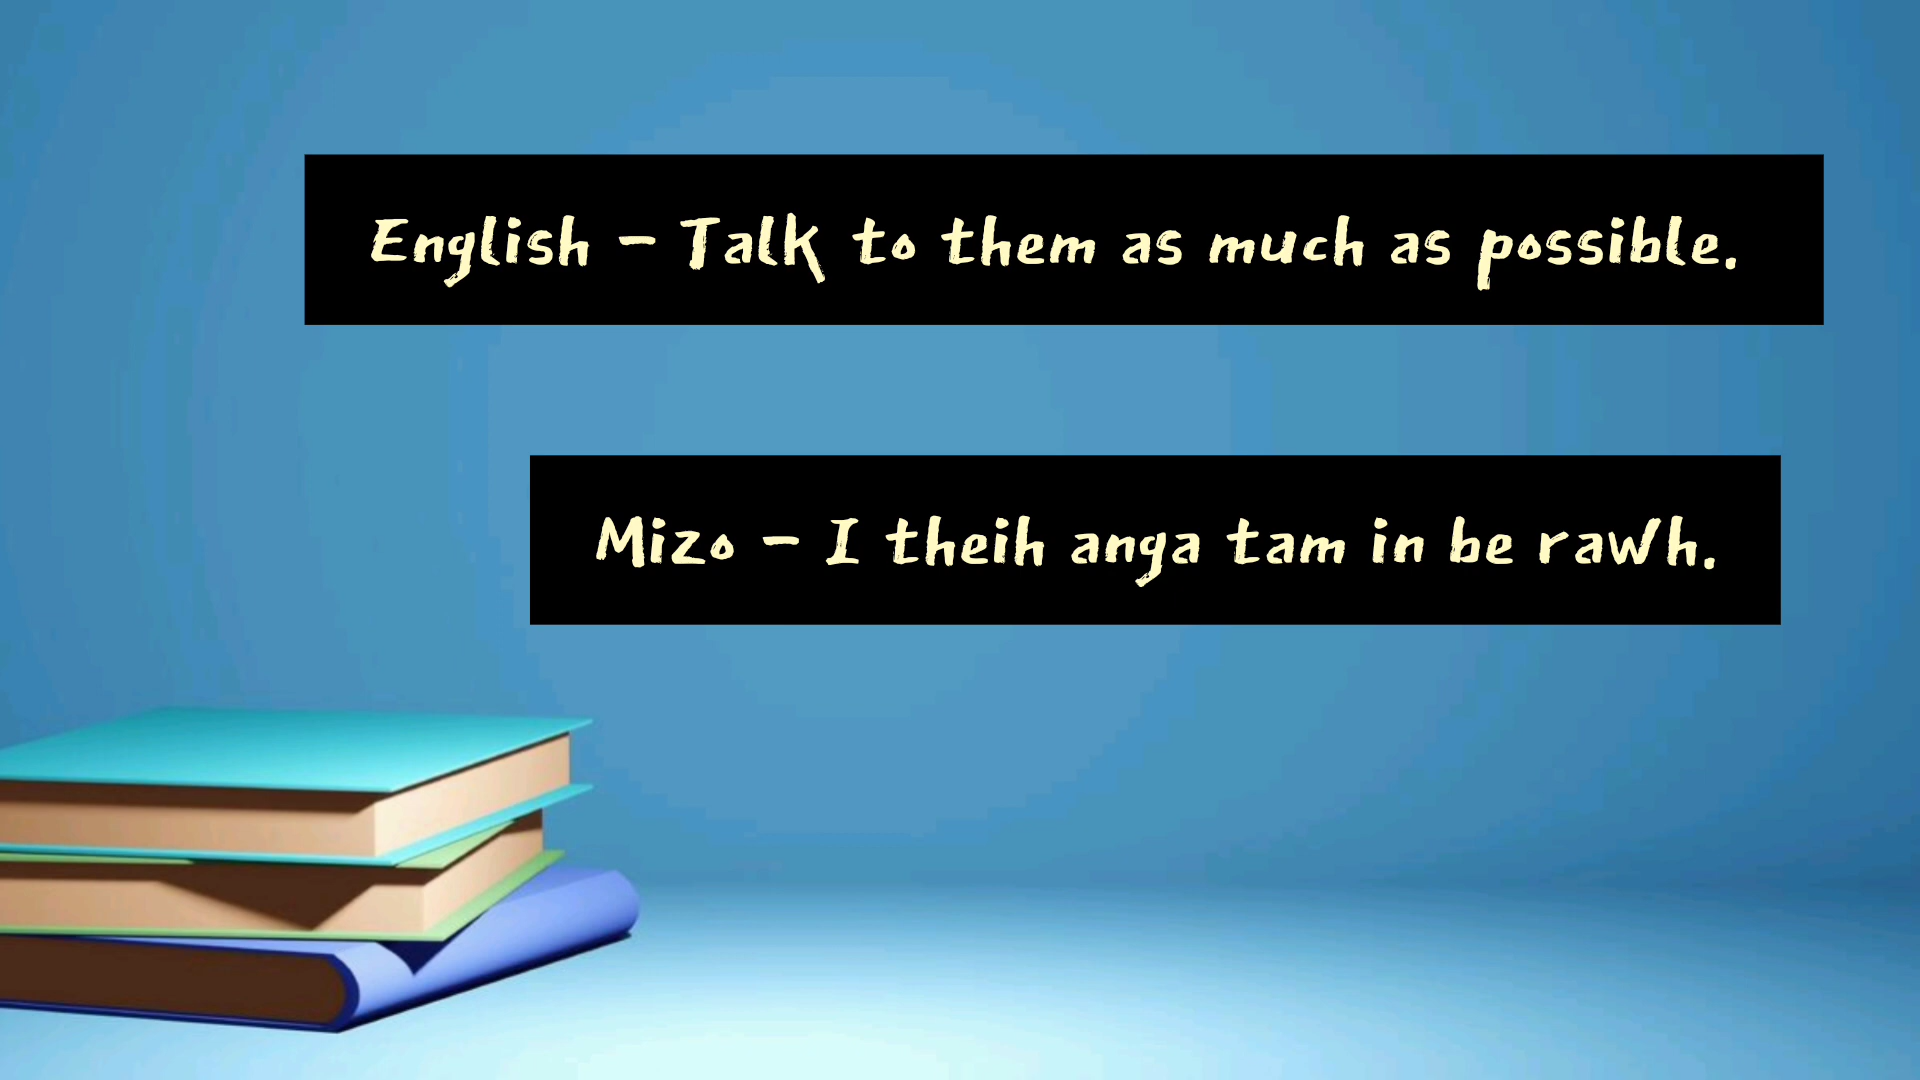 English - Talk to them as much as possible.
Mizo - I theih anga tam in be rawh.